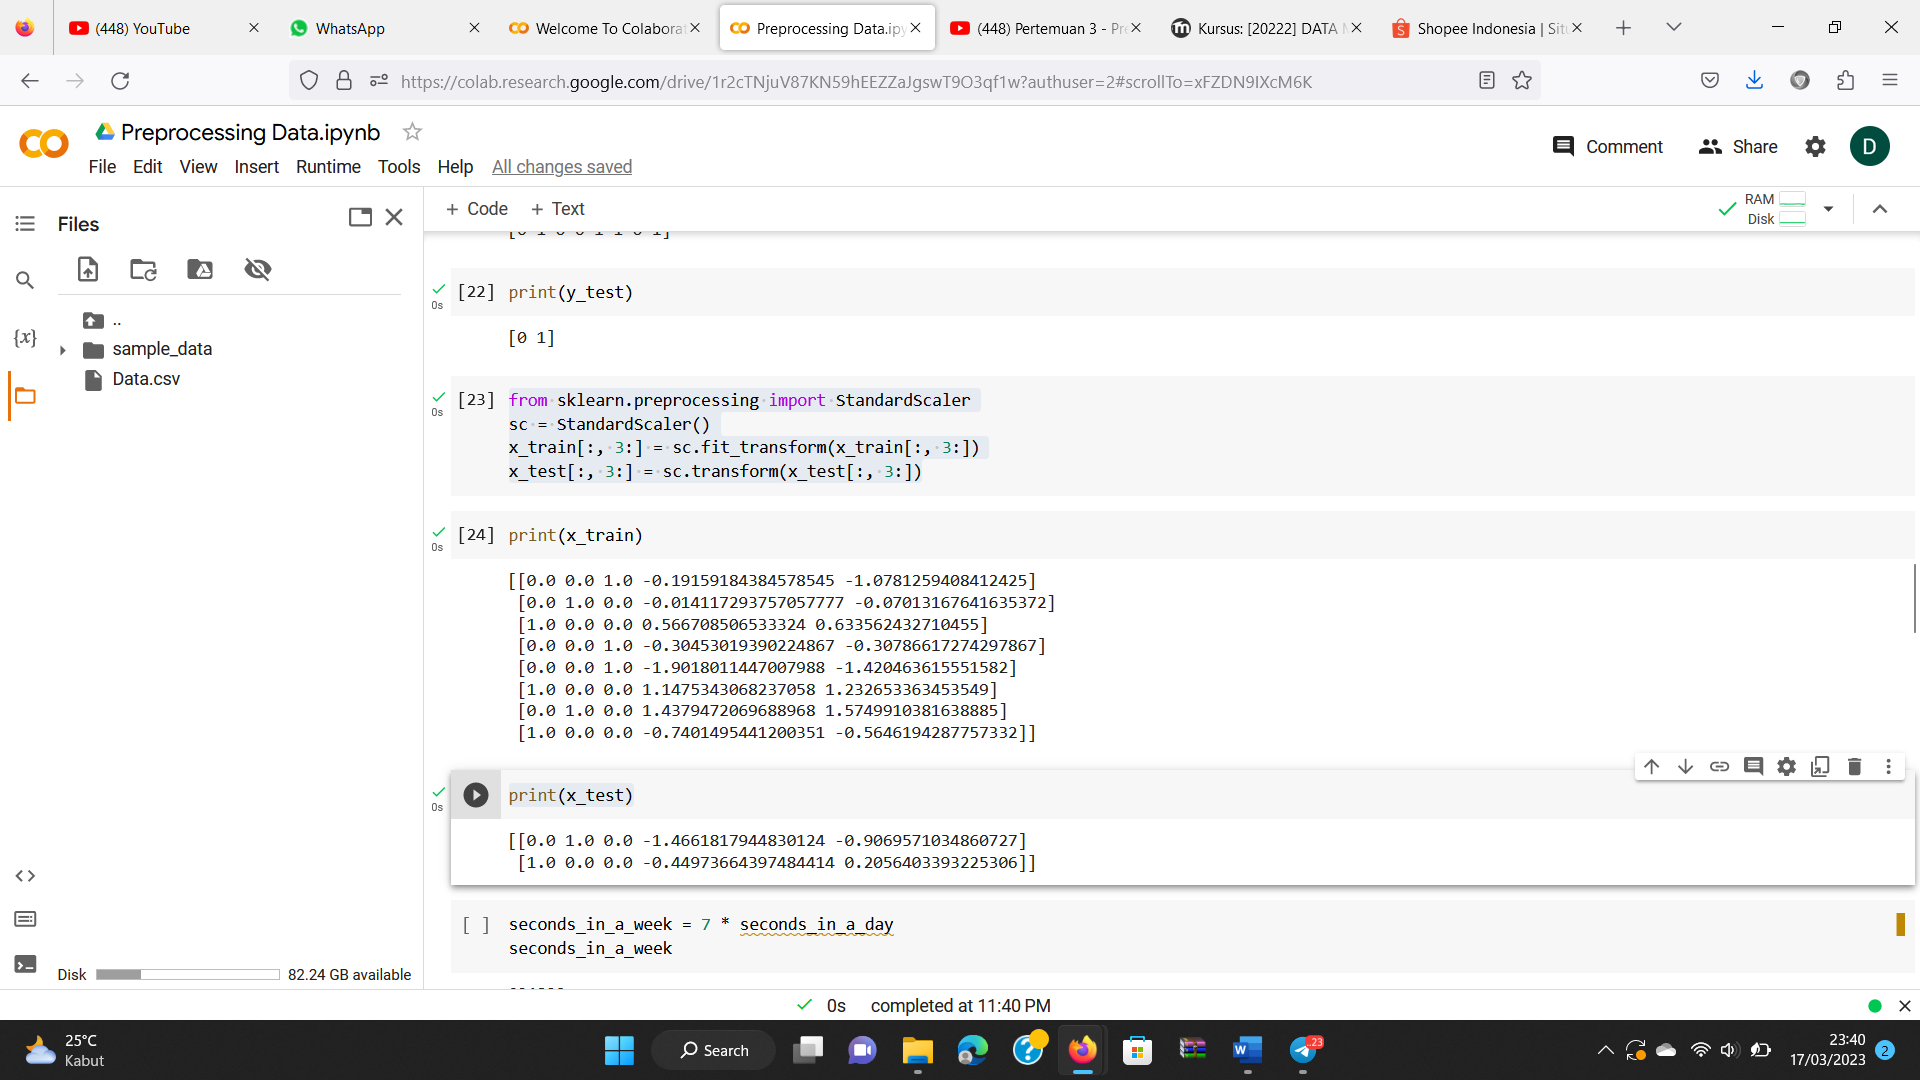 (448) YouTube
WhatsApp
Welcome To Colaborat
Preprocessing Data.ipy
(448) Pertemuan 3 - Pr
Kursus: [20222] DATA M
Shopee Indonesia | Sit
https://colab.research.google.com/drive/1r2cTNjuV87KN59hEEZZaJgswT9O3qf1w?authuser=2#scrollTo=xFZDN9IXcM6K
CO
Preprocessing Data.ipynb
File Edit View Insert Runtime Tools Help All changes saved
Comment
Share
D
Files
+ Code + Text
RAM
Disk
{x}
..
sample_data
Data.csv
0s
[22] print(y_test)
[0 1]
0s
[23] from sklearn.preprocessing import StandardScaler
sc = StandardScaler()
x_train[:, 3:] = sc.fit_transform(x_train[:, 3:])
x_test[:, 3:] = sc.transform(x_test[:, 3:])
0s
[24] print(x_train)
[[0.0 0.0 1.0 -0.19159184384578545 -1.0781259408412425]
[0.0 1.0 0.0 -0.014117293757057777 -0.07013167641635372]
[1.0 0.0 0.0 0.566708506533324 0.633562432710455]
[0.0 0.0 1.0 -0.30453019390224867 -0.30786617274297867]
[0.0 0.0 1.0 -1.9018011447007988 -1.420463615551582]
[1.0 0.0 0.0 1.1475343068237058 1.232653363453549]
[0.0 1.0 0.0 1.4379472069688968 1.5749910381638885]
[1.0 0.0 0.0 -0.7401495441200351 -0.5646194287757332]]
0s
print(x_test)
[[0.0 1.0 0.0 -1.4661817944830124 -0.9069571034860727]
[1.0 0.0 0.0 -0.44973664397484414 0.2056403393225306]]
[ ] seconds_in_a_week = 7 * seconds_in_a_day
seconds_in_a_week
Disk 82.24 GB available
0s completed at 11:40 PM
25°C
Kabut
Search
23
23:40
17/03/2023
2